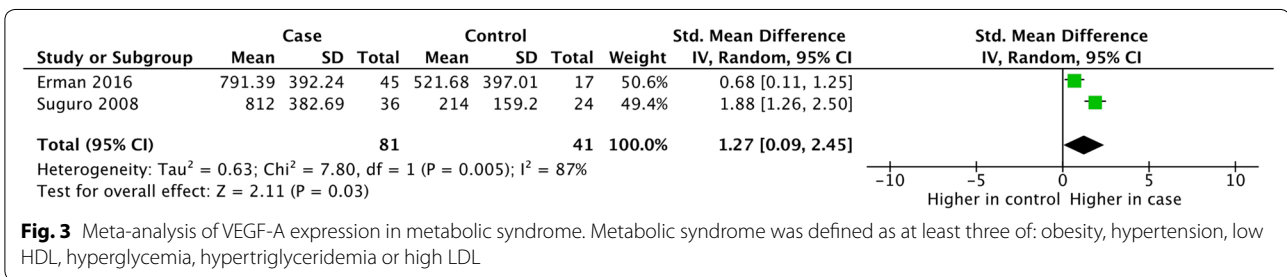 Case Control Std. Mean Difference Std. Mean Difference
Study or Subgroup Mean SD Total Mean SD Total Weight IV, Random, 95% CI IV, Random, 95% CI
Erman 2016 791.39 392.24 45 521.68 397.01 17 50.6% 0.68 [0.11, 1.25]
Suguro 2008 812 382.69 36 214 159.2 24 49.4% 1.88 [1.26, 2.50]
Total (95% CI) 81 41 100.0% 1.27 [0.09, 2.45]
Heterogeneity: Tau² = 0.63; Chi² = 7.80, df = 1 (P = 0.005); I² = 87%
Test for overall effect: Z = 2.11 (P = 0.03)
-10 -5 0 5 10
Higher in control Higher in case
Fig. 3 Meta-analysis of VEGF-A expression in metabolic syndrome. Metabolic syndrome was defined as at least three of: obesity, hypertension, low
HDL, hyperglycemia, hypertriglyceridemia or high LDL